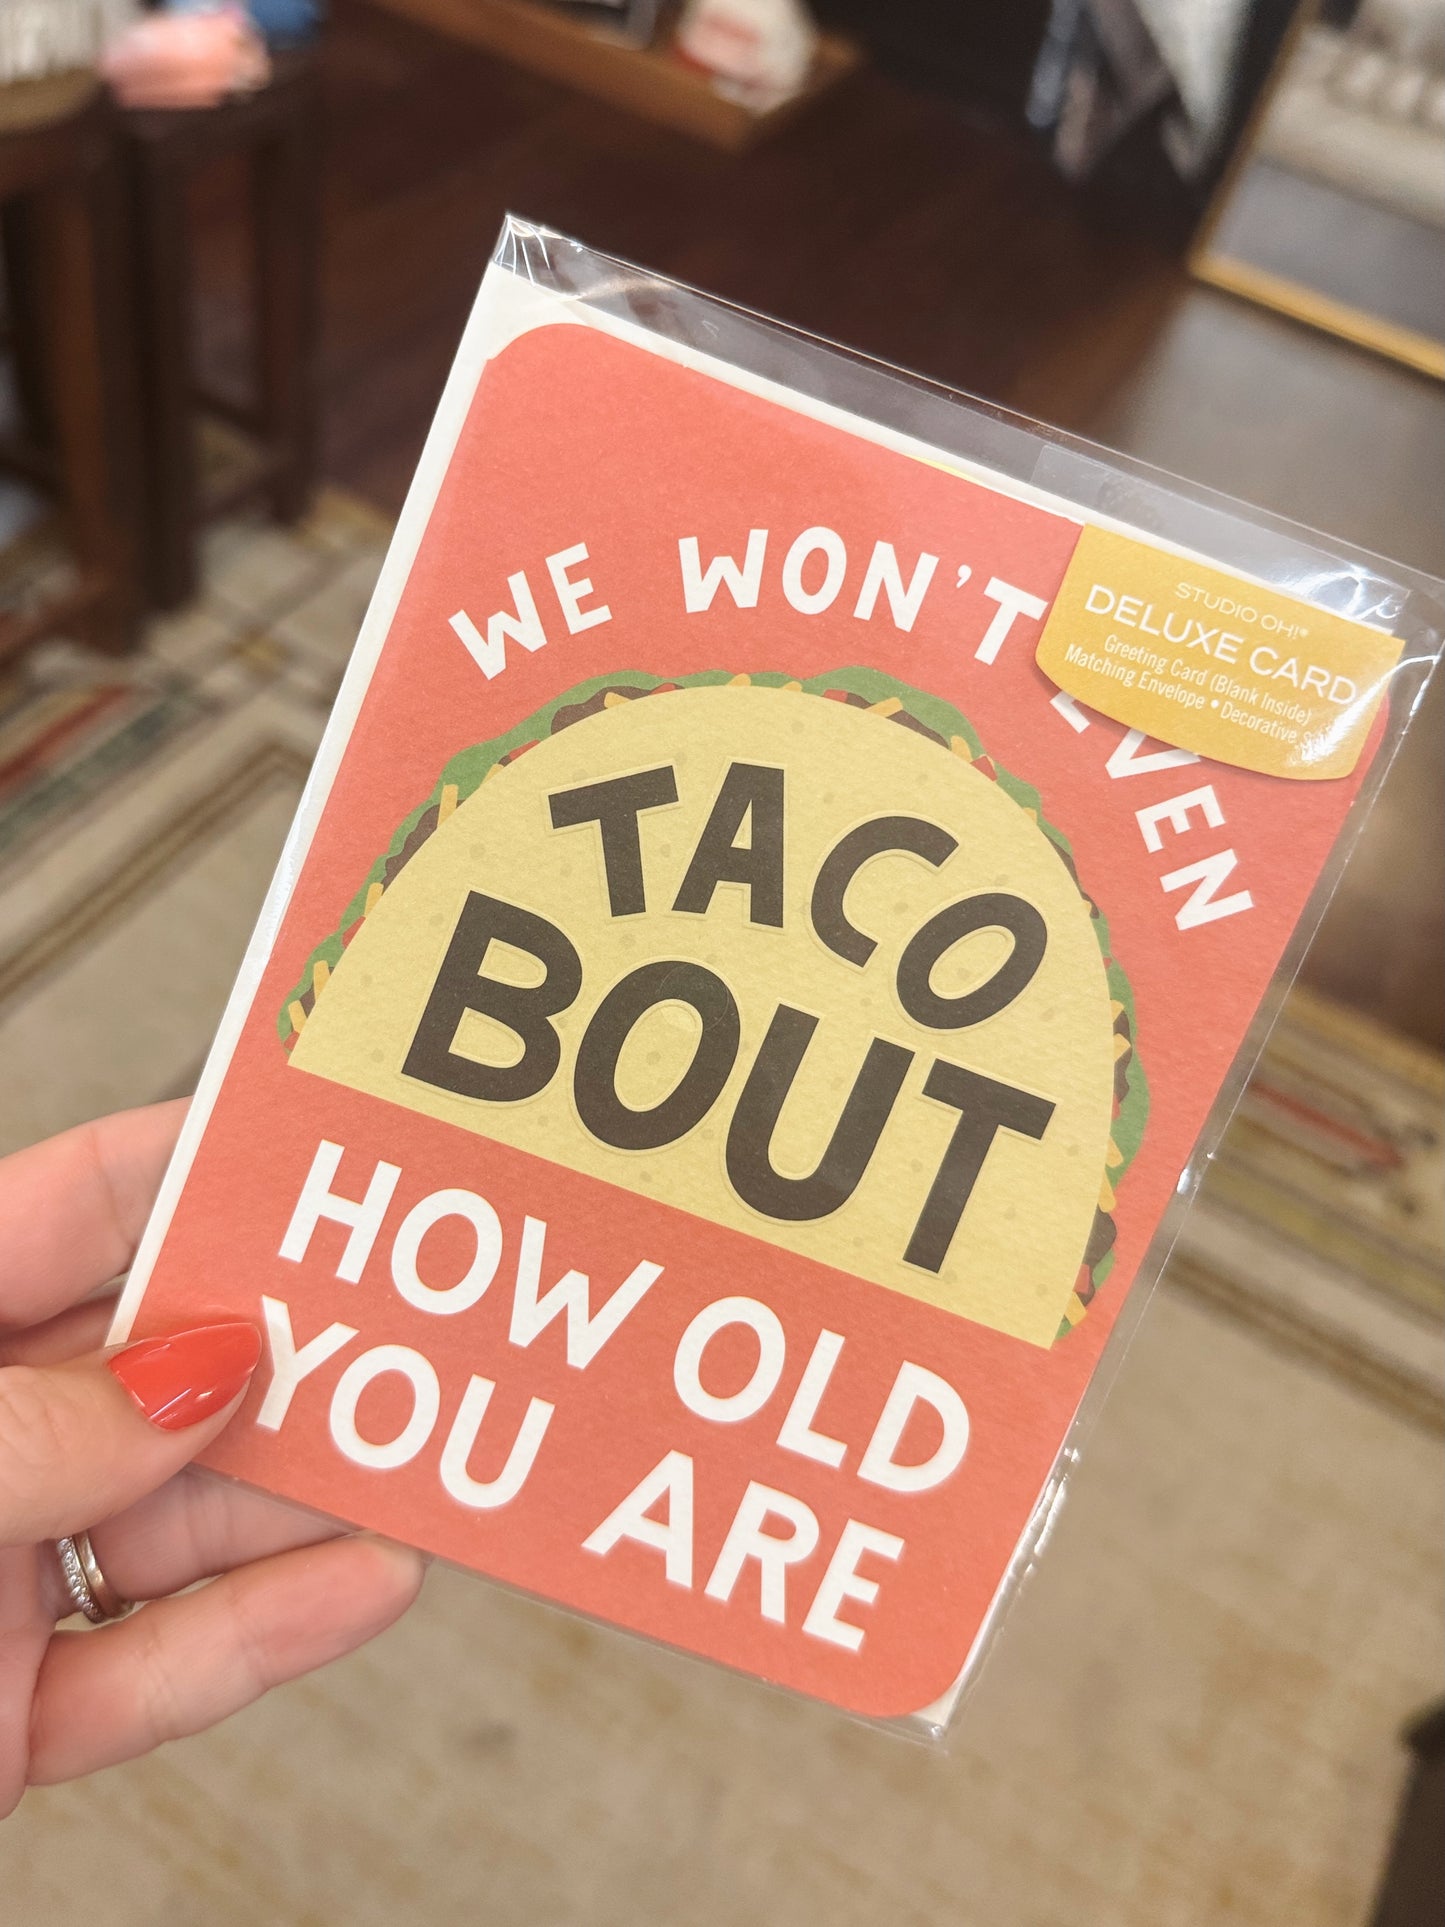 WE WON'T EVEN
TACO
BOUT
HOW OLD
YOU ARE
STUDIO OH!®
DELUXE CARD
Greeting Card (Blank Inside)
Matching Envelope • Decorative